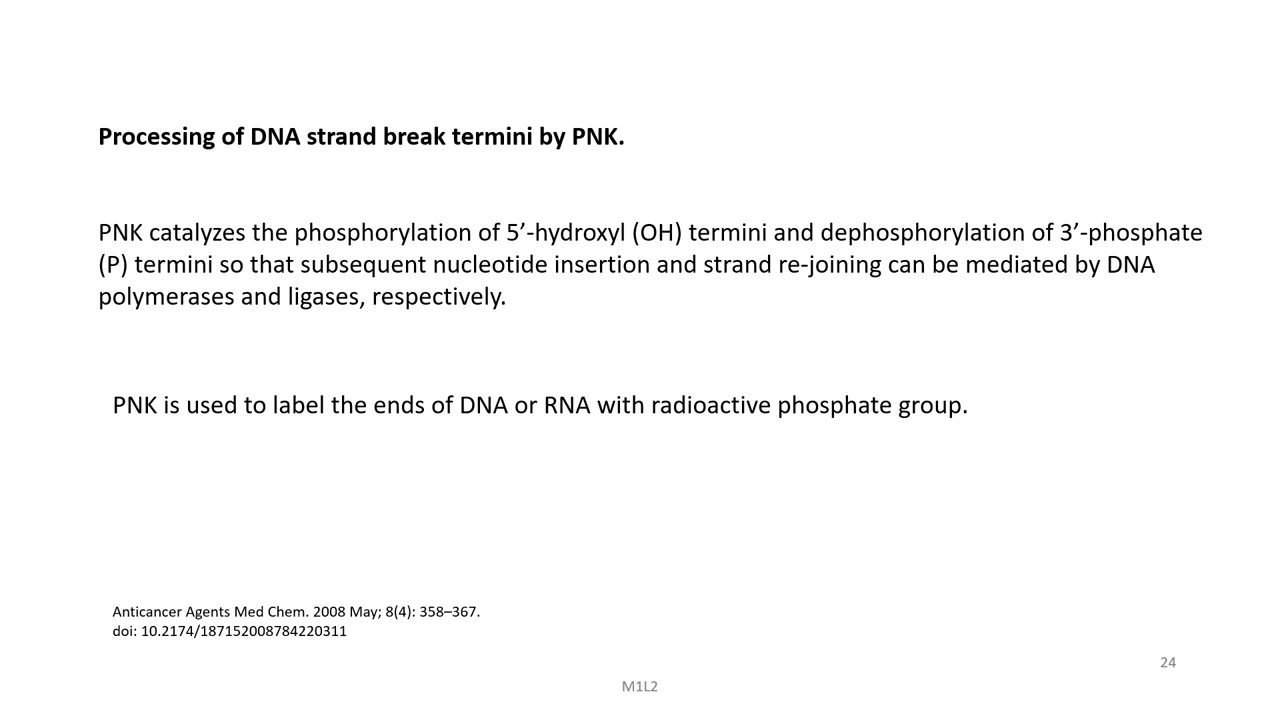 Processing of DNA strand break termini by PNK.
PNK catalyzes the phosphorylation of 5’-hydroxyl (OH) termini and dephosphorylation of 3’-phosphate
(P) termini so that subsequent nucleotide insertion and strand re-joining can be mediated by DNA
polymerases and ligases, respectively.
PNK is used to label the ends of DNA or RNA with radioactive phosphate group.
Anticancer Agents Med Chem. 2008 May; 8(4): 358–367.
doi: 10.2174/187152008784220311
24
M1L2